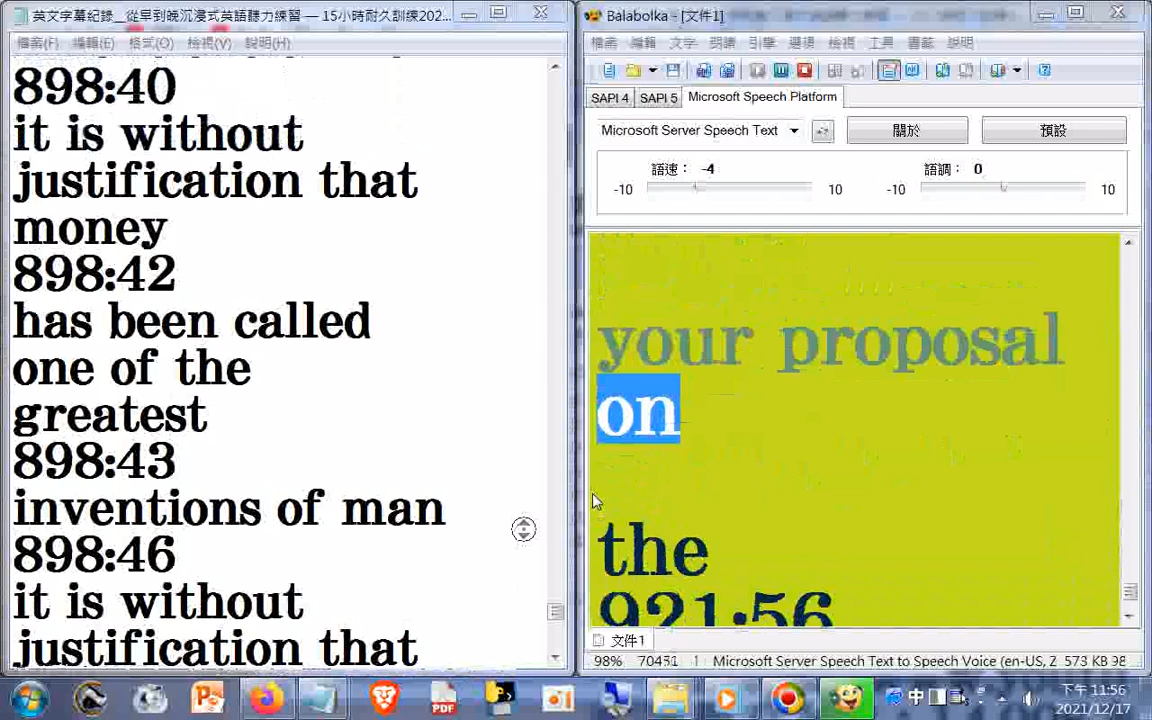 英文字幕紀錄__從早到晚沉浸式英語聽力練習 — 15小時耐久訓練202...
檔案(F) 編輯(E) 格式(O) 檢視(V) 說明(H)
898:40
it is without
justification that
money
898:42
has been called
one of the
greatest
898:43
inventions of man
898:46
it is without
justification that
Balabolka - [文件1]
檔案 編輯 文字 朗讀 引擎 選項 檢視 工具 書籤 說明
SAPI 4 SAPI 5 Microsoft Speech Platform
Microsoft Server Speech Text 關於 預設
語速： -4 語調： 0
-10 10 -10 10
your proposal
on
the
921:56
文件1
98% 70431 Microsoft Server Speech Text to Speech Voice (en-US, Z 573 KB 98
中
下午 11:56
2021/12/17
PDF